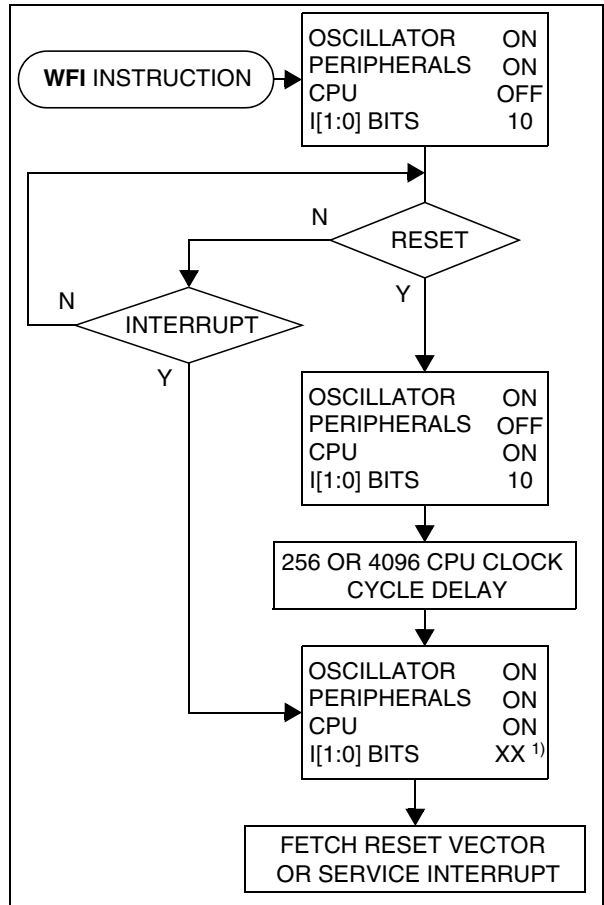 WFI INSTRUCTION
OSCILLATOR ON
PERIPHERALS ON
CPU OFF
I[1:0] BITS 10
N
RESET
Y
N
INTERRUPT
Y
OSCILLATOR ON
PERIPHERALS OFF
CPU ON
I[1:0] BITS 10
256 OR 4096 CPU CLOCK
CYCLE DELAY
OSCILLATOR ON
PERIPHERALS ON
CPU ON
I[1:0] BITS XX 1)
FETCH RESET VECTOR
OR SERVICE INTERRUPT